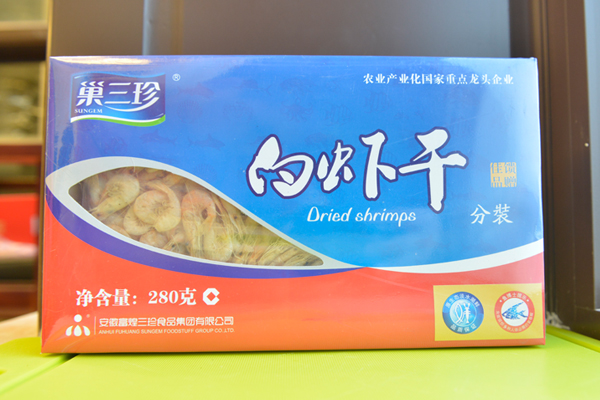 巢三珍®
SUNGEM
农业产业化国家重点龙头企业
白虾干
Dried shrimps
分装
净含量：280克
安徽富煌三珍食品集团有限公司
ANHUI FUHUANG SUNGEM FOODSTUFF GROUP CO.,LTD.